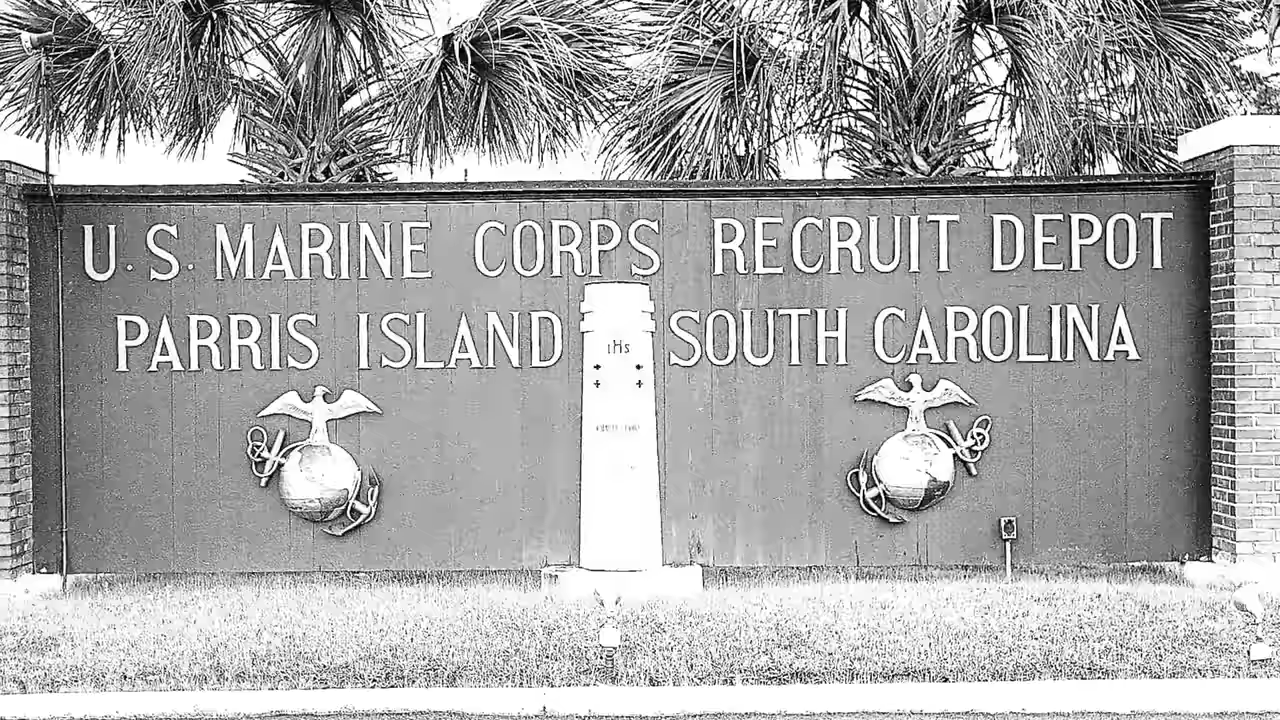 U.S. MARINE CORPS RECRUIT DEPOT
PARRIS ISLAND SOUTH CAROLINA
IHS